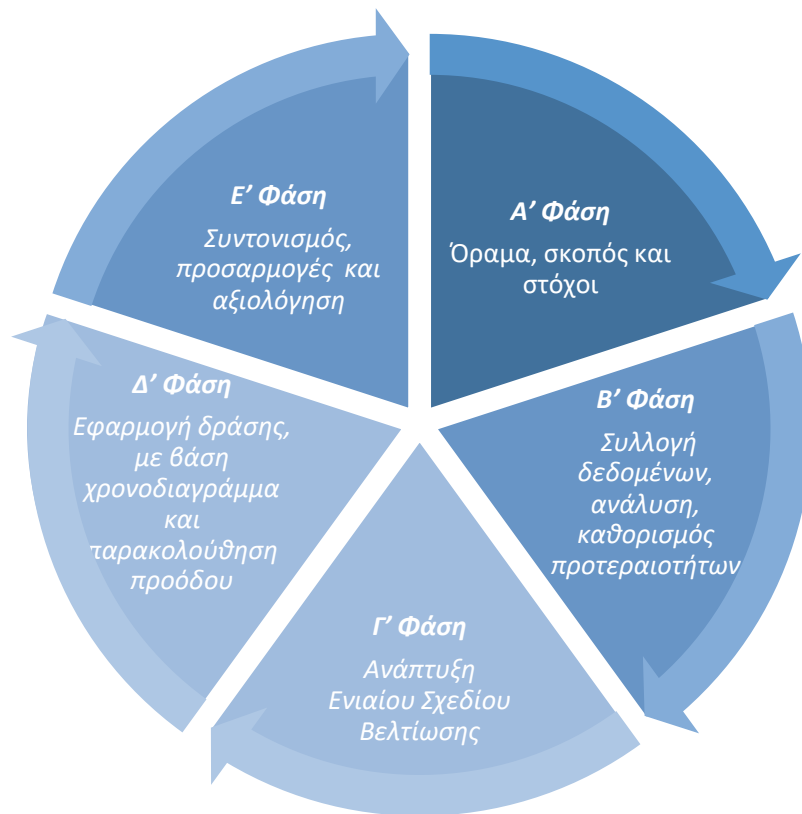 Α’ Φάση
Όραμα, σκοπός και
στόχοι
Β’ Φάση
Συλλογή
δεδομένων,
ανάλυση,
καθορισμός
προτεραιοτήτων
Γ’ Φάση
Ανάπτυξη
Ενιαίου Σχεδίου
Βελτίωσης
Δ’ Φάση
Εφαρμογή δράσης,
με βάση
χρονοδιαγράμμα
και
παρακολούθηση
προόδου
Ε’ Φάση
Συντονισμός,
προσαρμογές και
αξιολόγηση